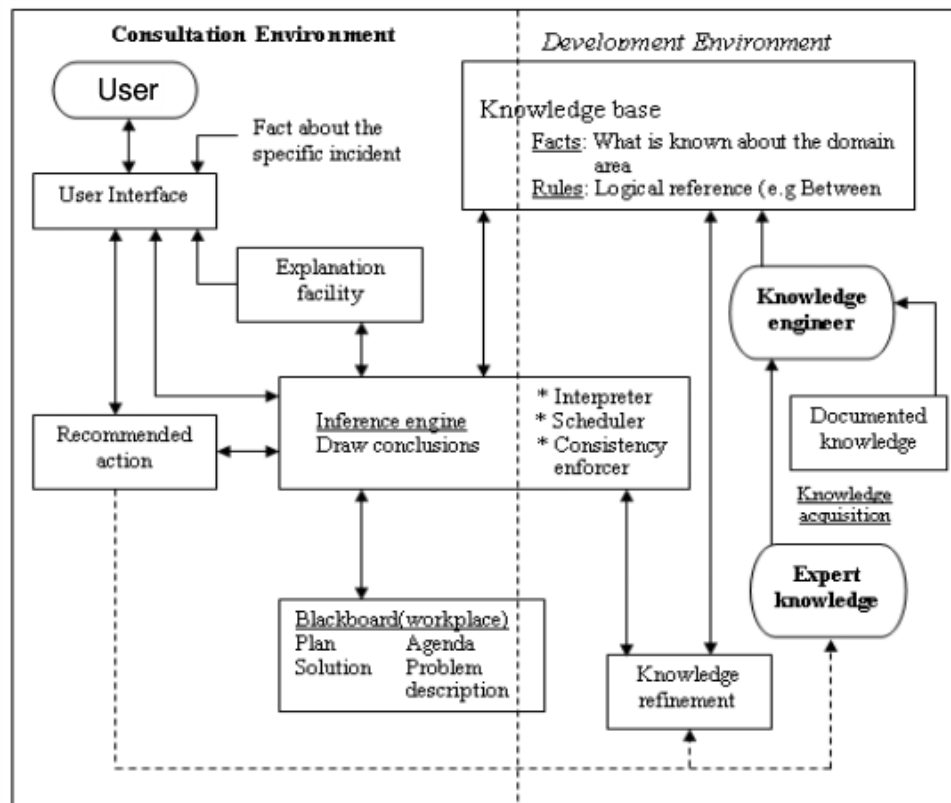 Consultation Environment
Development Environment
User
Fact about the
specific incident
User Interface
Explanation
facility
Knowledge base
Facts: What is known about the domain
area
Rules: Logical reference (e.g Between
Knowledge
engineer
Documented
knowledge
Knowledge
acquisition
Expert
knowledge
Recommended
action
Inference engine
Draw conclusions
* Interpreter
* Scheduler
* Consistency
enforcer
Blackboard(workplace)
Plan Agenda
Solution Problem
description
Knowledge
refinement